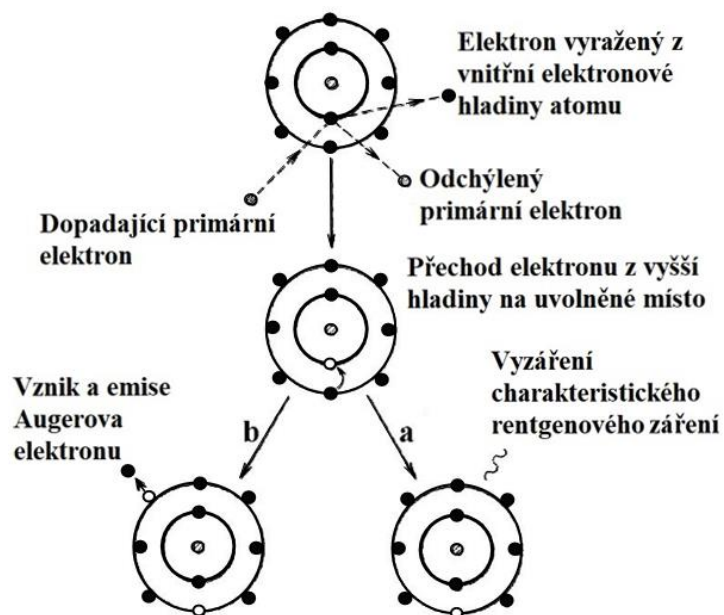 Elektron vyražený z
vnitřní elektronové
hladiny atomu
Odchýlený
primární elektron
Dopadající primární
elektron
Přechod elektronu z vyšší
hladiny na uvolněné místo
Vyzáření
charakteristického
rentgenového záření
Vznik a emise
Augerova
elektronu
b
a